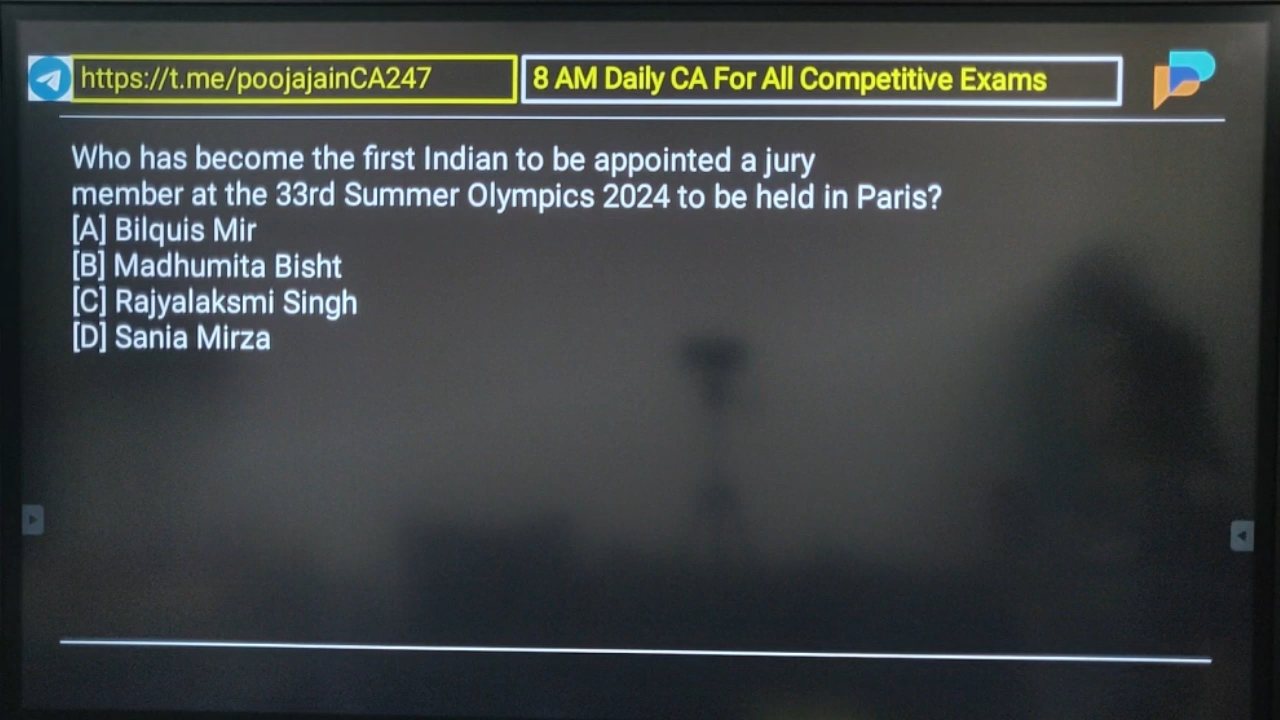 https://t.me/poojajainCA247
8 AM Daily CA For All Competitive Exams
Who has become the first Indian to be appointed a jury
member at the 33rd Summer Olympics 2024 to be held in Paris?
[A] Bilquis Mir
[B] Madhumita Bisht
[C] Rajyalaksmi Singh
[D] Sania Mirza